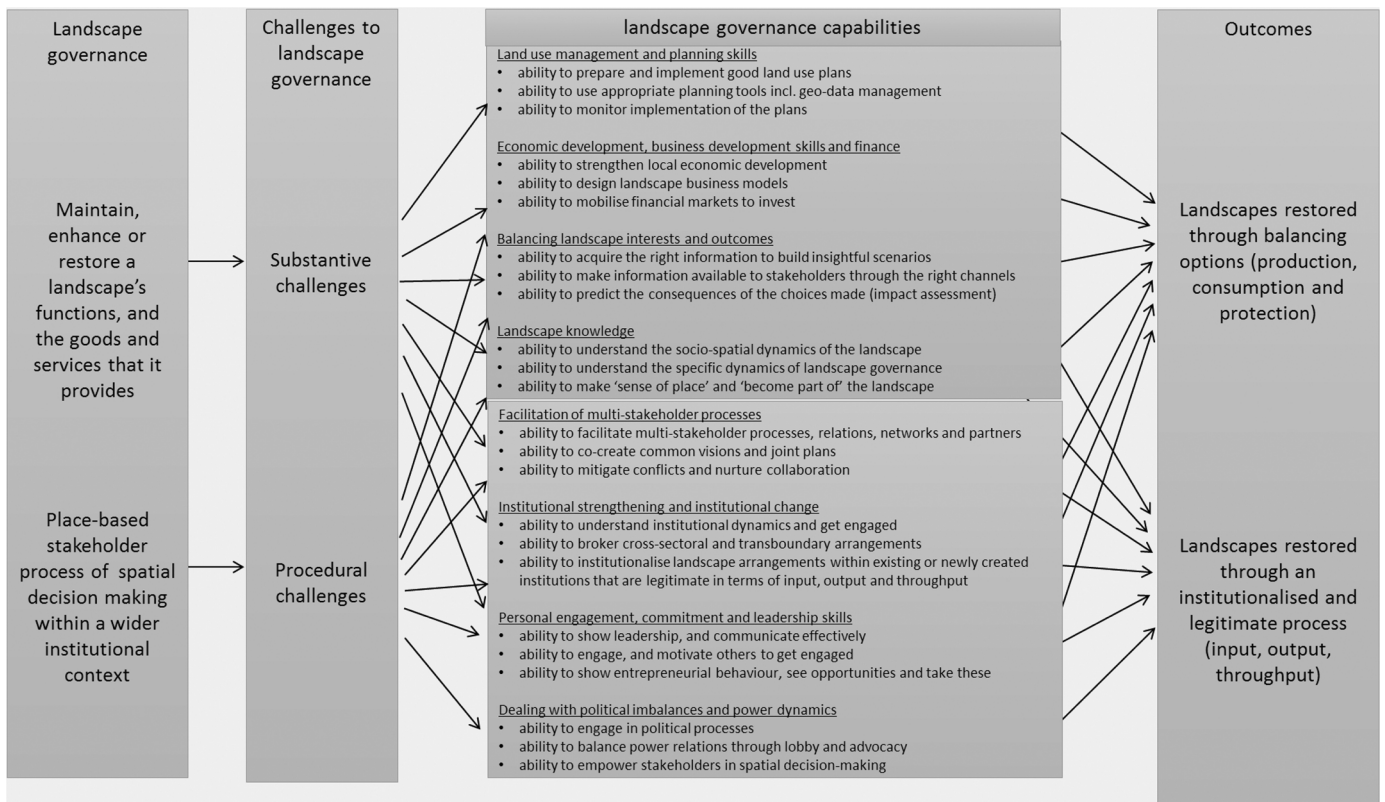 Landscape
governance
Maintain,
enhance or
restore a
landscape's
functions, and
the goods and
services that it
provides
Place-based
stakeholder
process of spatial
decision making
within a wider
institutional
context
Challenges to
landscape
governance
Substantive
challenges
Procedural
challenges
landscape governance capabilities
Land use management and planning skills
• ability to prepare and implement good land use plans
• ability to use appropriate planning tools incl. geo-data management
• ability to monitor implementation of the plans
Economic development, business development skills and finance
• ability to strengthen local economic development
• ability to design landscape business models
• ability to mobilise financial markets to invest
Balancing landscape interests and outcomes
• ability to acquire the right information to build insightful scenarios
• ability to make information available to stakeholders through the right channels
• ability to predict the consequences of the choices made (impact assessment)
Landscape knowledge
• ability to understand the socio-spatial dynamics of the landscape
• ability to understand the specific dynamics of landscape governance
• ability to make 'sense of place' and 'become part of' the landscape
Facilitation of multi-stakeholder processes
• ability to facilitate multi-stakeholder processes, relations, networks and partners
• ability to co-create common visions and joint plans
• ability to mitigate conflicts and nurture collaboration
Institutional strengthening and institutional change
• ability to understand institutional dynamics and get engaged
• ability to broker cross-sectoral and transboundary arrangements
• ability to institutionalise landscape arrangements within existing or newly created
institutions that are legitimate in terms of input, output and throughput
Personal engagement, commitment and leadership skills
• ability to show leadership, and communicate effectively
• ability to engage, and motivate others to get engaged
• ability to show entrepreneurial behaviour, see opportunities and take these
Dealing with political imbalances and power dynamics
• ability to engage in political processes
• ability to balance power relations through lobby and advocacy
• ability to empower stakeholders in spatial decision-making
Outcomes
Landscapes restored
through balancing
options (production,
consumption and
protection)
Landscapes restored
through an
institutionalised and
legitimate process
(input, output,
throughput)